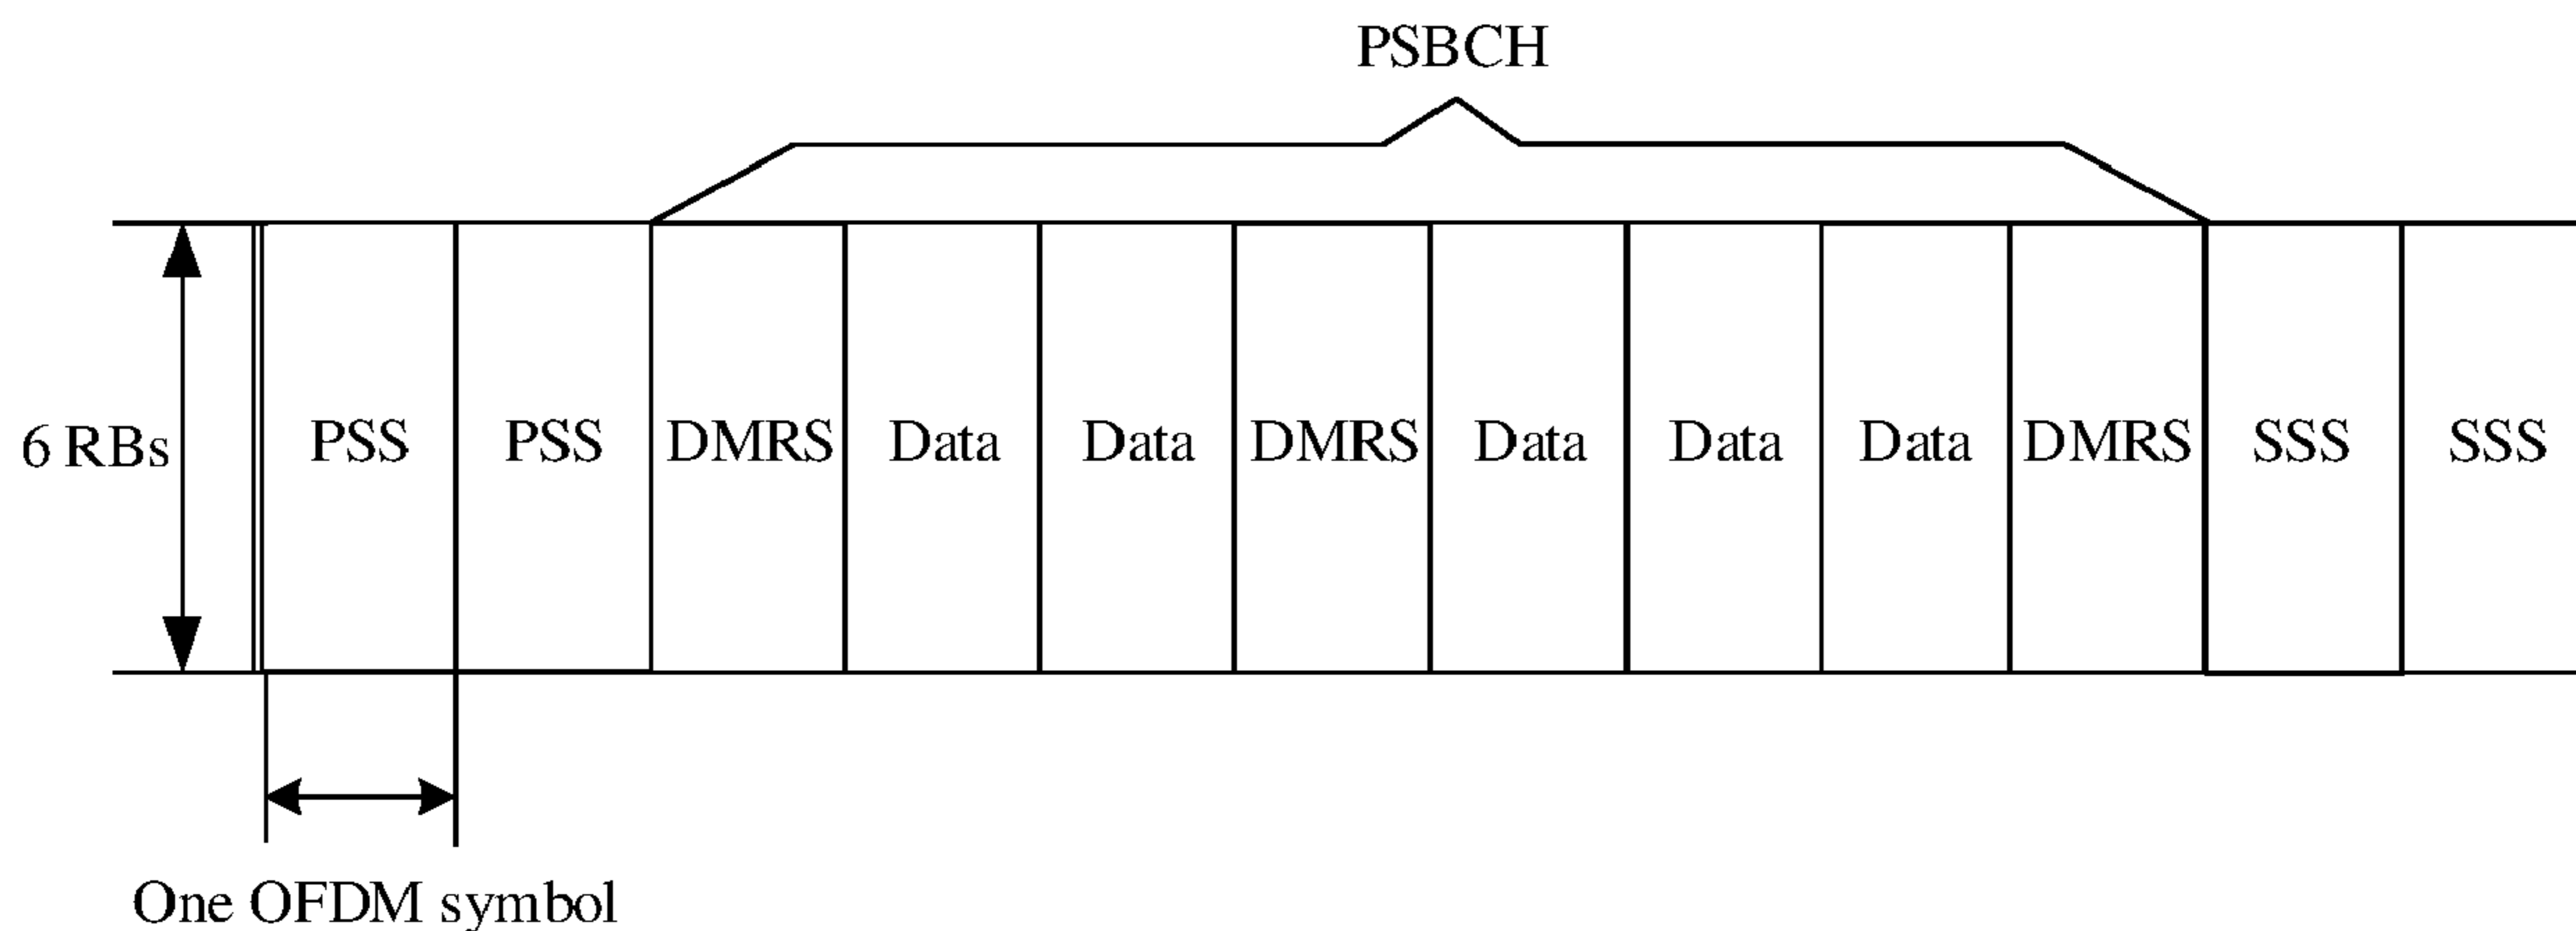 PSBCH
6 RBs PSS PSS DMRS Data Data DMRS Data Data Data DMRS SSS SSS
One OFDM symbol